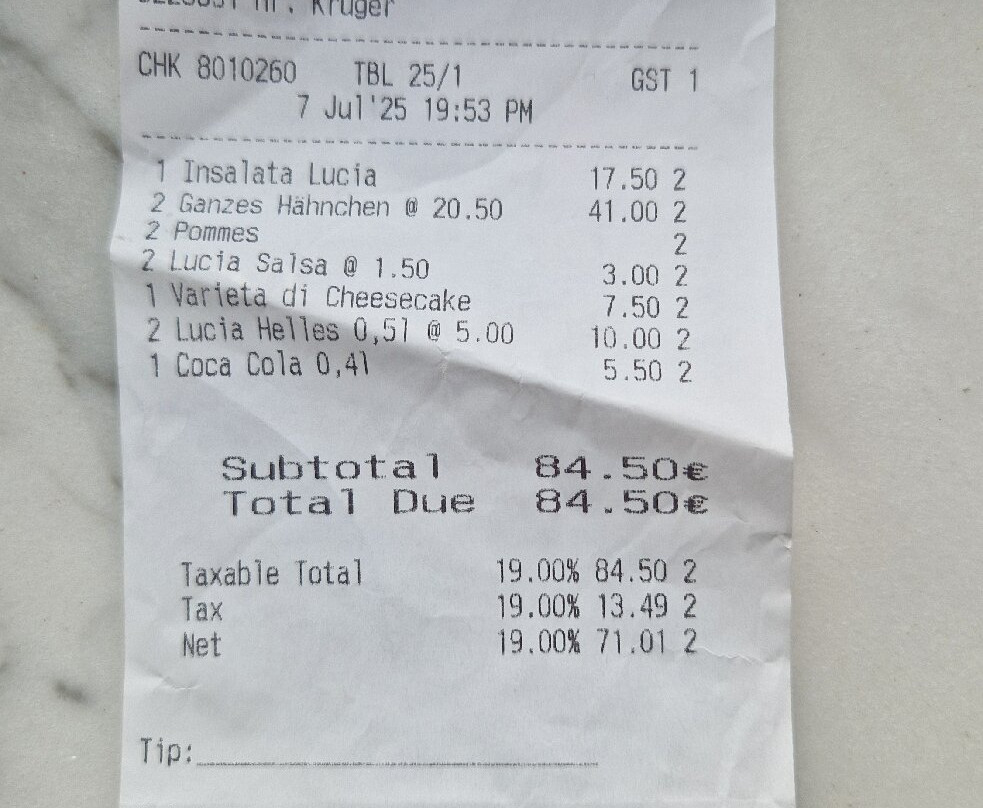 Hr. Kruger
CHK 8010260 TBL 25/1 GST 1
7 Jul'25 19:53 PM
1 Insalata Lucia 17.50 2
2 Ganzes Hähnchen @ 20.50 41.00 2
2 Pommes 2
2 Lucia Salsa @ 1.50 3.00 2
1 Varieta di Cheesecake 7.50 2
2 Lucia Helles 0,5l @ 5.00 10.00 2
1 Coca Cola 0,4l 5.50 2
Subtotal 84.50€
Total Due 84.50€
Taxable Total 19.00% 84.50 2
Tax 19.00% 13.49 2
Net 19.00% 71.01 2
Tip: